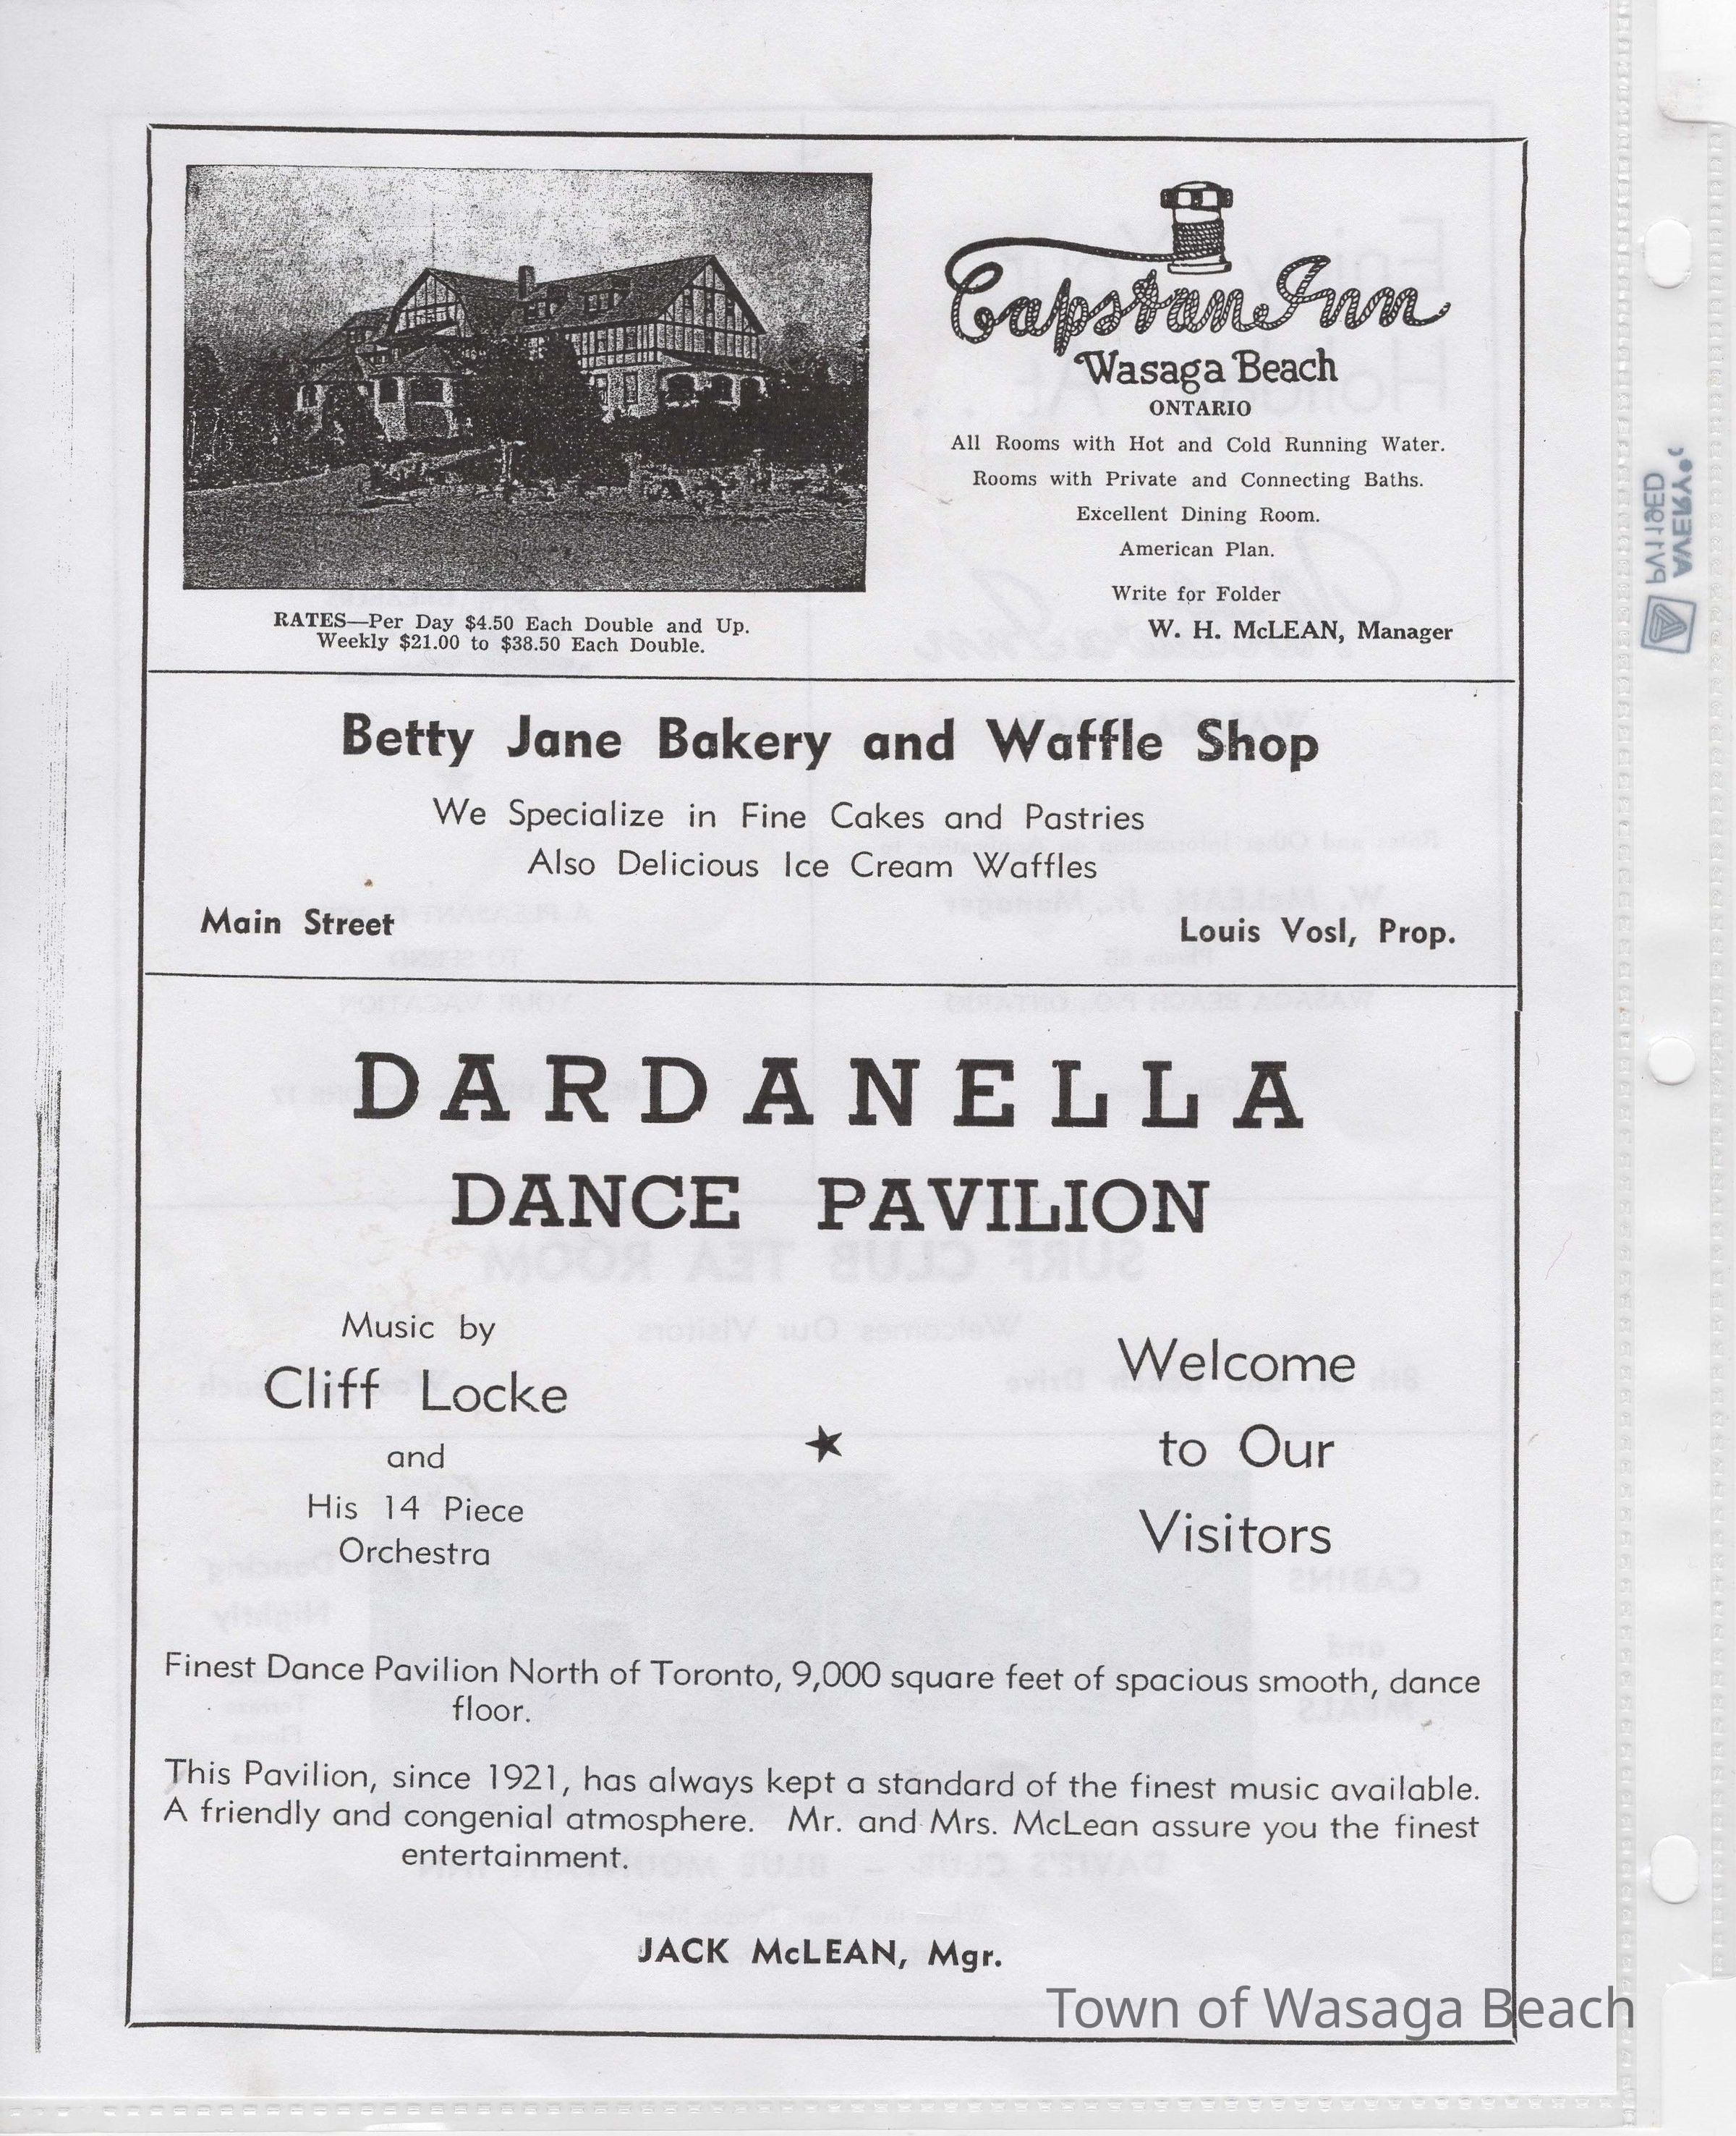 Capstan Inn
Wasaga Beach
ONTARIO
All Rooms with Hot and Cold Running Water.
Rooms with Private and Connecting Baths.
Excellent Dining Room.
American Plan.
Write for Folder
W. H. McLEAN, Manager
RATES—Per Day $4.50 Each Double and Up.
Weekly $21.00 to $38.50 Each Double.
Betty Jane Bakery and Waffle Shop
We Specialize in Fine Cakes and Pastries
Also Delicious Ice Cream Waffles
Main Street
Louis Vosl, Prop.
DARDANELLA
DANCE PAVILION
Music by
Cliff Locke
and
His 14 Piece
Orchestra
★
Welcome
to Our
Visitors
Finest Dance Pavilion North of Toronto, 9,000 square feet of spacious smooth, dance
floor.
This Pavilion, since 1921, has always kept a standard of the finest music available.
A friendly and congenial atmosphere. Mr. and Mrs. McLean assure you the finest
entertainment.
JACK McLEAN, Mgr.
Town of Wasaga Beach